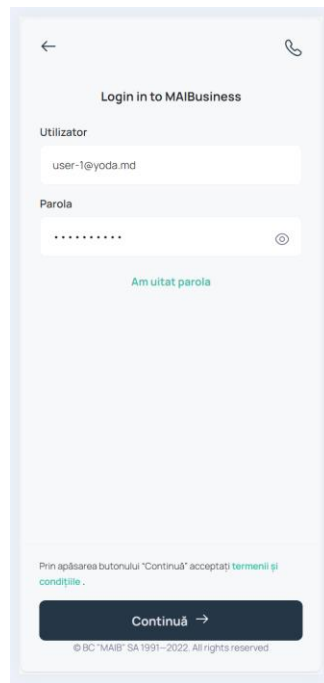 Login in to MAIBusiness
Utilizator
user-1@yoda.md
Parola
••••••••••
Am uitat parola
Prin apăsarea butonului "Continuă" acceptați termenii și
condițiile .
Continuă →
© BC "MAIB" SA 1991—2022. All rights reserved